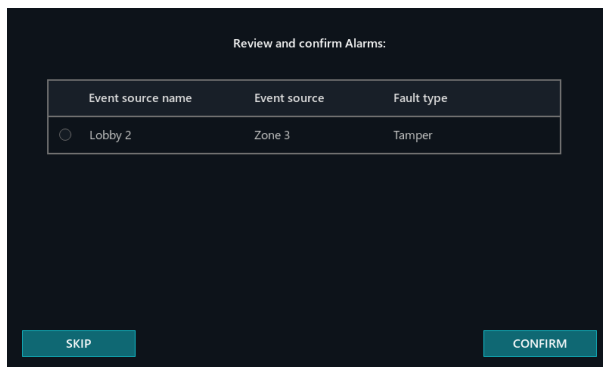 Review and confirm Alarms:
Event source name Event source Fault type
Lobby 2 Zone 3 Tamper
SKIP CONFIRM